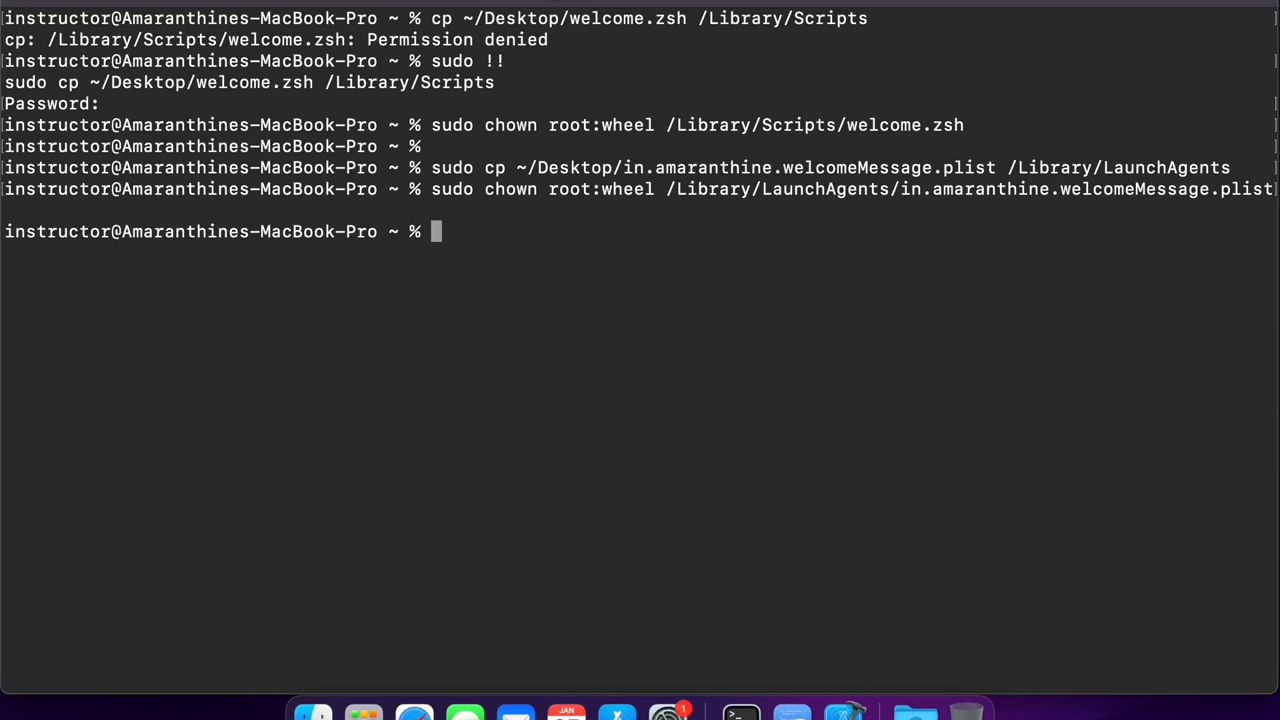 instructor@Amaranthines-MacBook-Pro ~ % cp ~/Desktop/welcome.zsh /Library/Scripts
cp: /Library/Scripts/welcome.zsh: Permission denied
[instructor@Amaranthines-MacBook-Pro ~ % sudo !! ]
sudo cp ~/Desktop/welcome.zsh /Library/Scripts
[Password: ]
[instructor@Amaranthines-MacBook-Pro ~ % sudo chown root:wheel /Library/Scripts/welcome.zsh ]
[instructor@Amaranthines-MacBook-Pro ~ % ]
[instructor@Amaranthines-MacBook-Pro ~ % sudo cp ~/Desktop/in.amaranthine.welcomeMessage.plist /Library/LaunchAgents ]
[instructor@Amaranthines-MacBook-Pro ~ % sudo chown root:wheel /Library/LaunchAgents/in.amaranthine.welcomeMessage.plist]
instructor@Amaranthines-MacBook-Pro ~ %
JAN
1